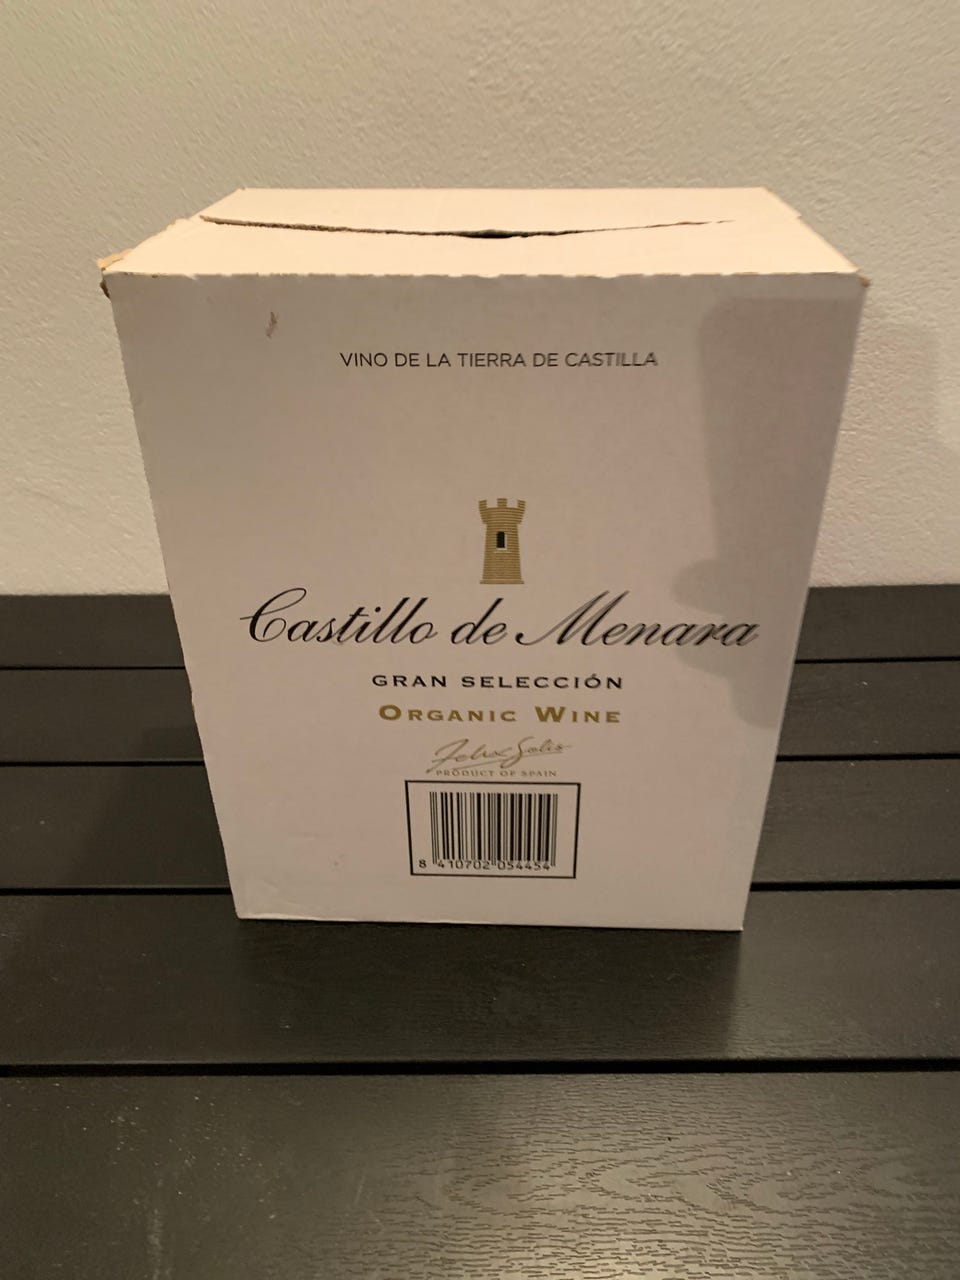 VINO DE LA TIERRA DE CASTILLA
Castillo de Menara
GRAN SELECCIÓN
ORGANIC WINE
Felix Solis
PRODUCT OF SPAIN
8 410702 054454